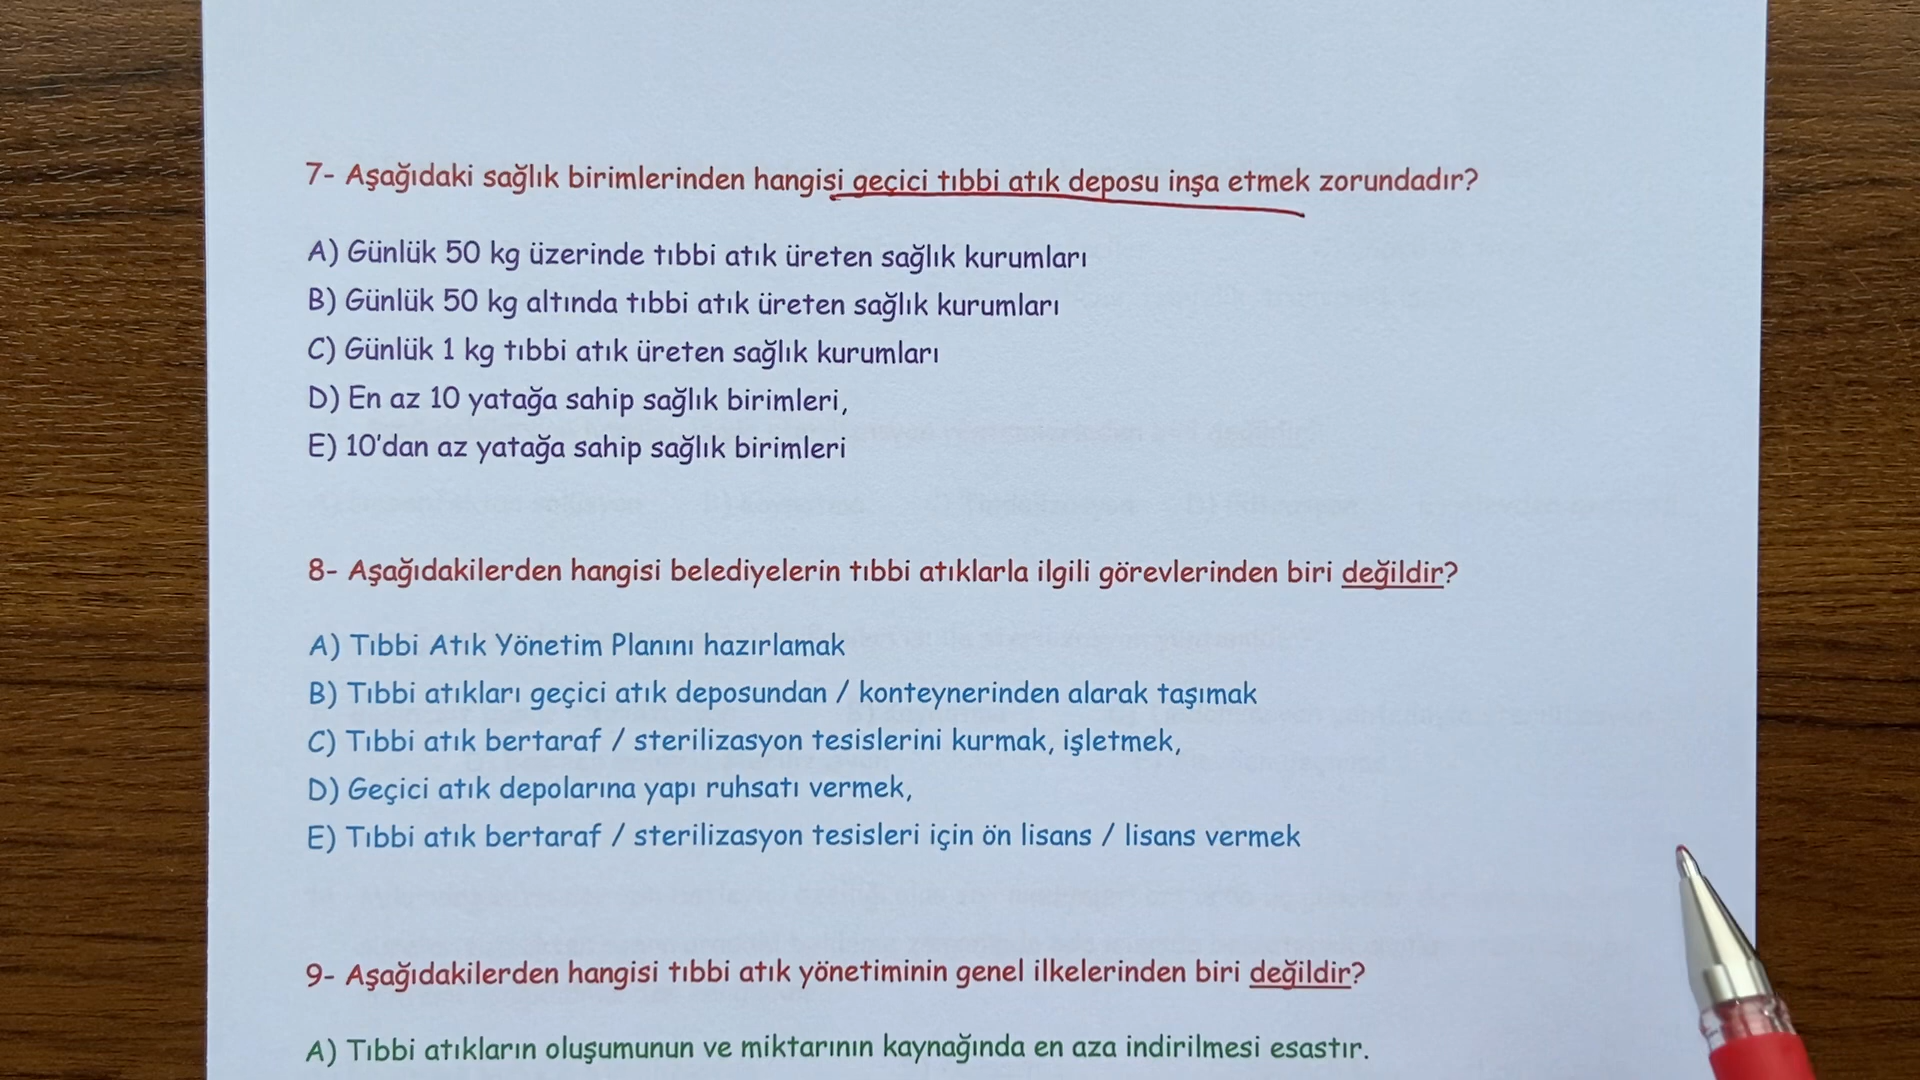 7- Aşağıdaki sağlık birimlerinden hangisi geçici tıbbi atık deposu inşa etmek zorundadır?
A) Günlük 50 kg üzerinde tıbbi atık üreten sağlık kurumları
B) Günlük 50 kg altında tıbbi atık üreten sağlık kurumları
C) Günlük 1 kg tıbbi atık üreten sağlık kurumları
D) En az 10 yatağa sahip sağlık birimleri,
E) 10'dan az yatağa sahip sağlık birimleri
8- Aşağıdakilerden hangisi belediyelerin tıbbi atıklarla ilgili görevlerinden biri değildir?
A) Tıbbi Atık Yönetim Planını hazırlamak
B) Tıbbi atıkları geçici atık deposundan / konteynerinden alarak taşımak
C) Tıbbi atık bertaraf / sterilizasyon tesislerini kurmak, işletmek,
D) Geçici atık depolarına yapı ruhsatı vermek,
E) Tıbbi atık bertaraf / sterilizasyon tesisleri için ön lisans / lisans vermek
9- Aşağıdakilerden hangisi tıbbi atık yönetiminin genel ilkelerinden biri değildir?
A) Tıbbi atıkların oluşumunun ve miktarının kaynağında en aza indirilmesi esastır.